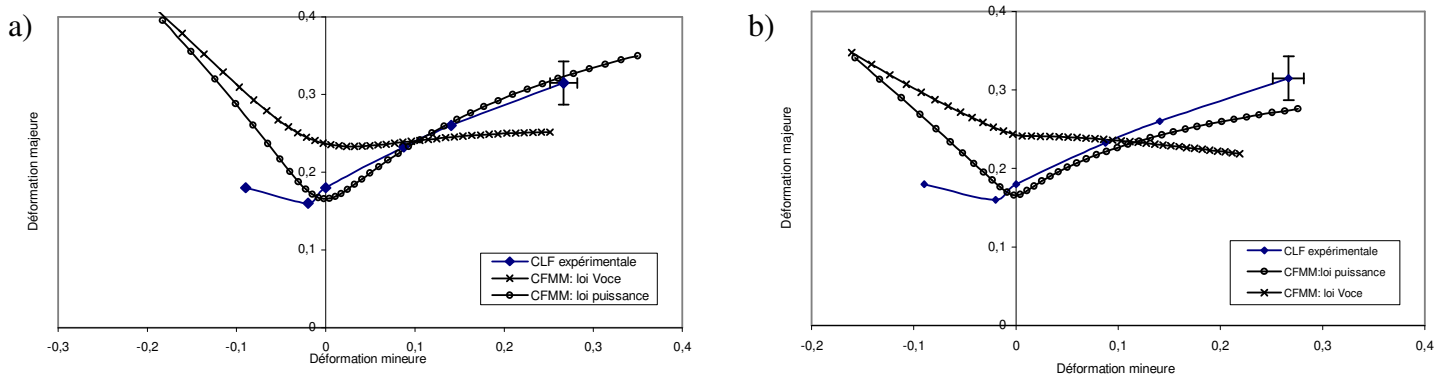 a)
0,4
0,3
0,2
0,1
0
-0,3
-0,2
-0,1
0
0,1
0,2
0,3
0,4
Déformation majeure
Déformation mineure
CLF expérimentale
CFMM: loi Voce
CFMM: loi puissance
b)
0,4
0,3
0,2
0,1
0
-0,2
-0,1
0
0,1
0,2
0,3
0,4
Déformation majeure
Déformation mineure
CLF expérimentale
CFMM:loi puissance
CFMM: loi Voce